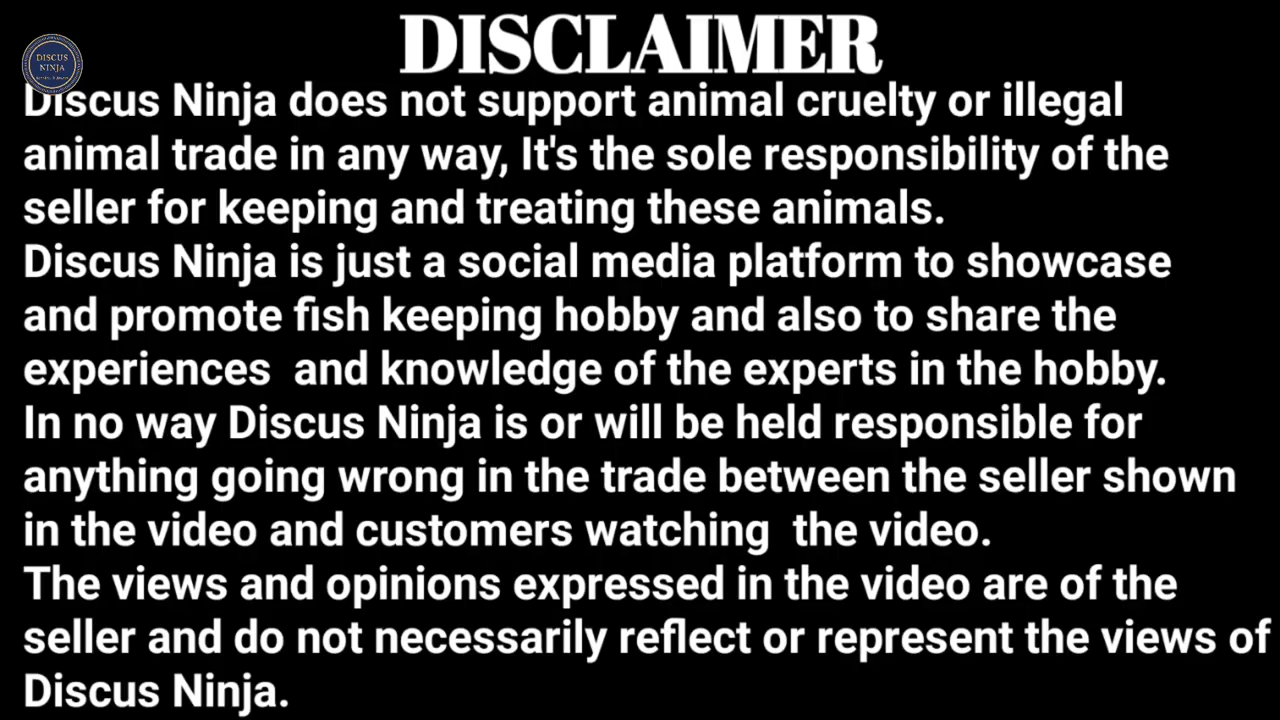 DISCLAIMER
DISCUS
NINJA
Discus Ninja does not support animal cruelty or illegal
animal trade in any way, It's the sole responsibility of the
seller for keeping and treating these animals.
Discus Ninja is just a social media platform to showcase
and promote fish keeping hobby and also to share the
experiences  and knowledge of the experts in the hobby.
In no way Discus Ninja is or will be held responsible for
anything going wrong in the trade between the seller shown
in the video and customers watching  the video.
The views and opinions expressed in the video are of the
seller and do not necessarily reflect or represent the views of
Discus Ninja.